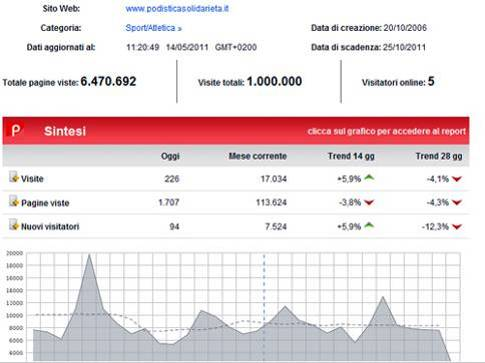 Sito Web: www.podisticasolidarieta.it
Categoria: Sport/Atletica » Data di creazione: 20/10/2006
Dati aggiornati al: 11:20:49 14/05/2011 GMT+0200 Data di scadenza: 25/10/2011
Totale pagine viste: 6.470.692 Visite totali: 1.000.000 Visitatori online: 5
P Sintesi clicca sul grafico per accedere al report
Oggi Mese corrente Trend 14 gg Trend 28 gg
Visite 226 17.034 +5,9% -4,1%
Pagine viste 1.707 113.624 -3,8% -4,3%
Nuovi visitatori 94 7.524 +5,9% -12,3%
20000
18000
16000
14000
12000
10000
8000
6000
4000